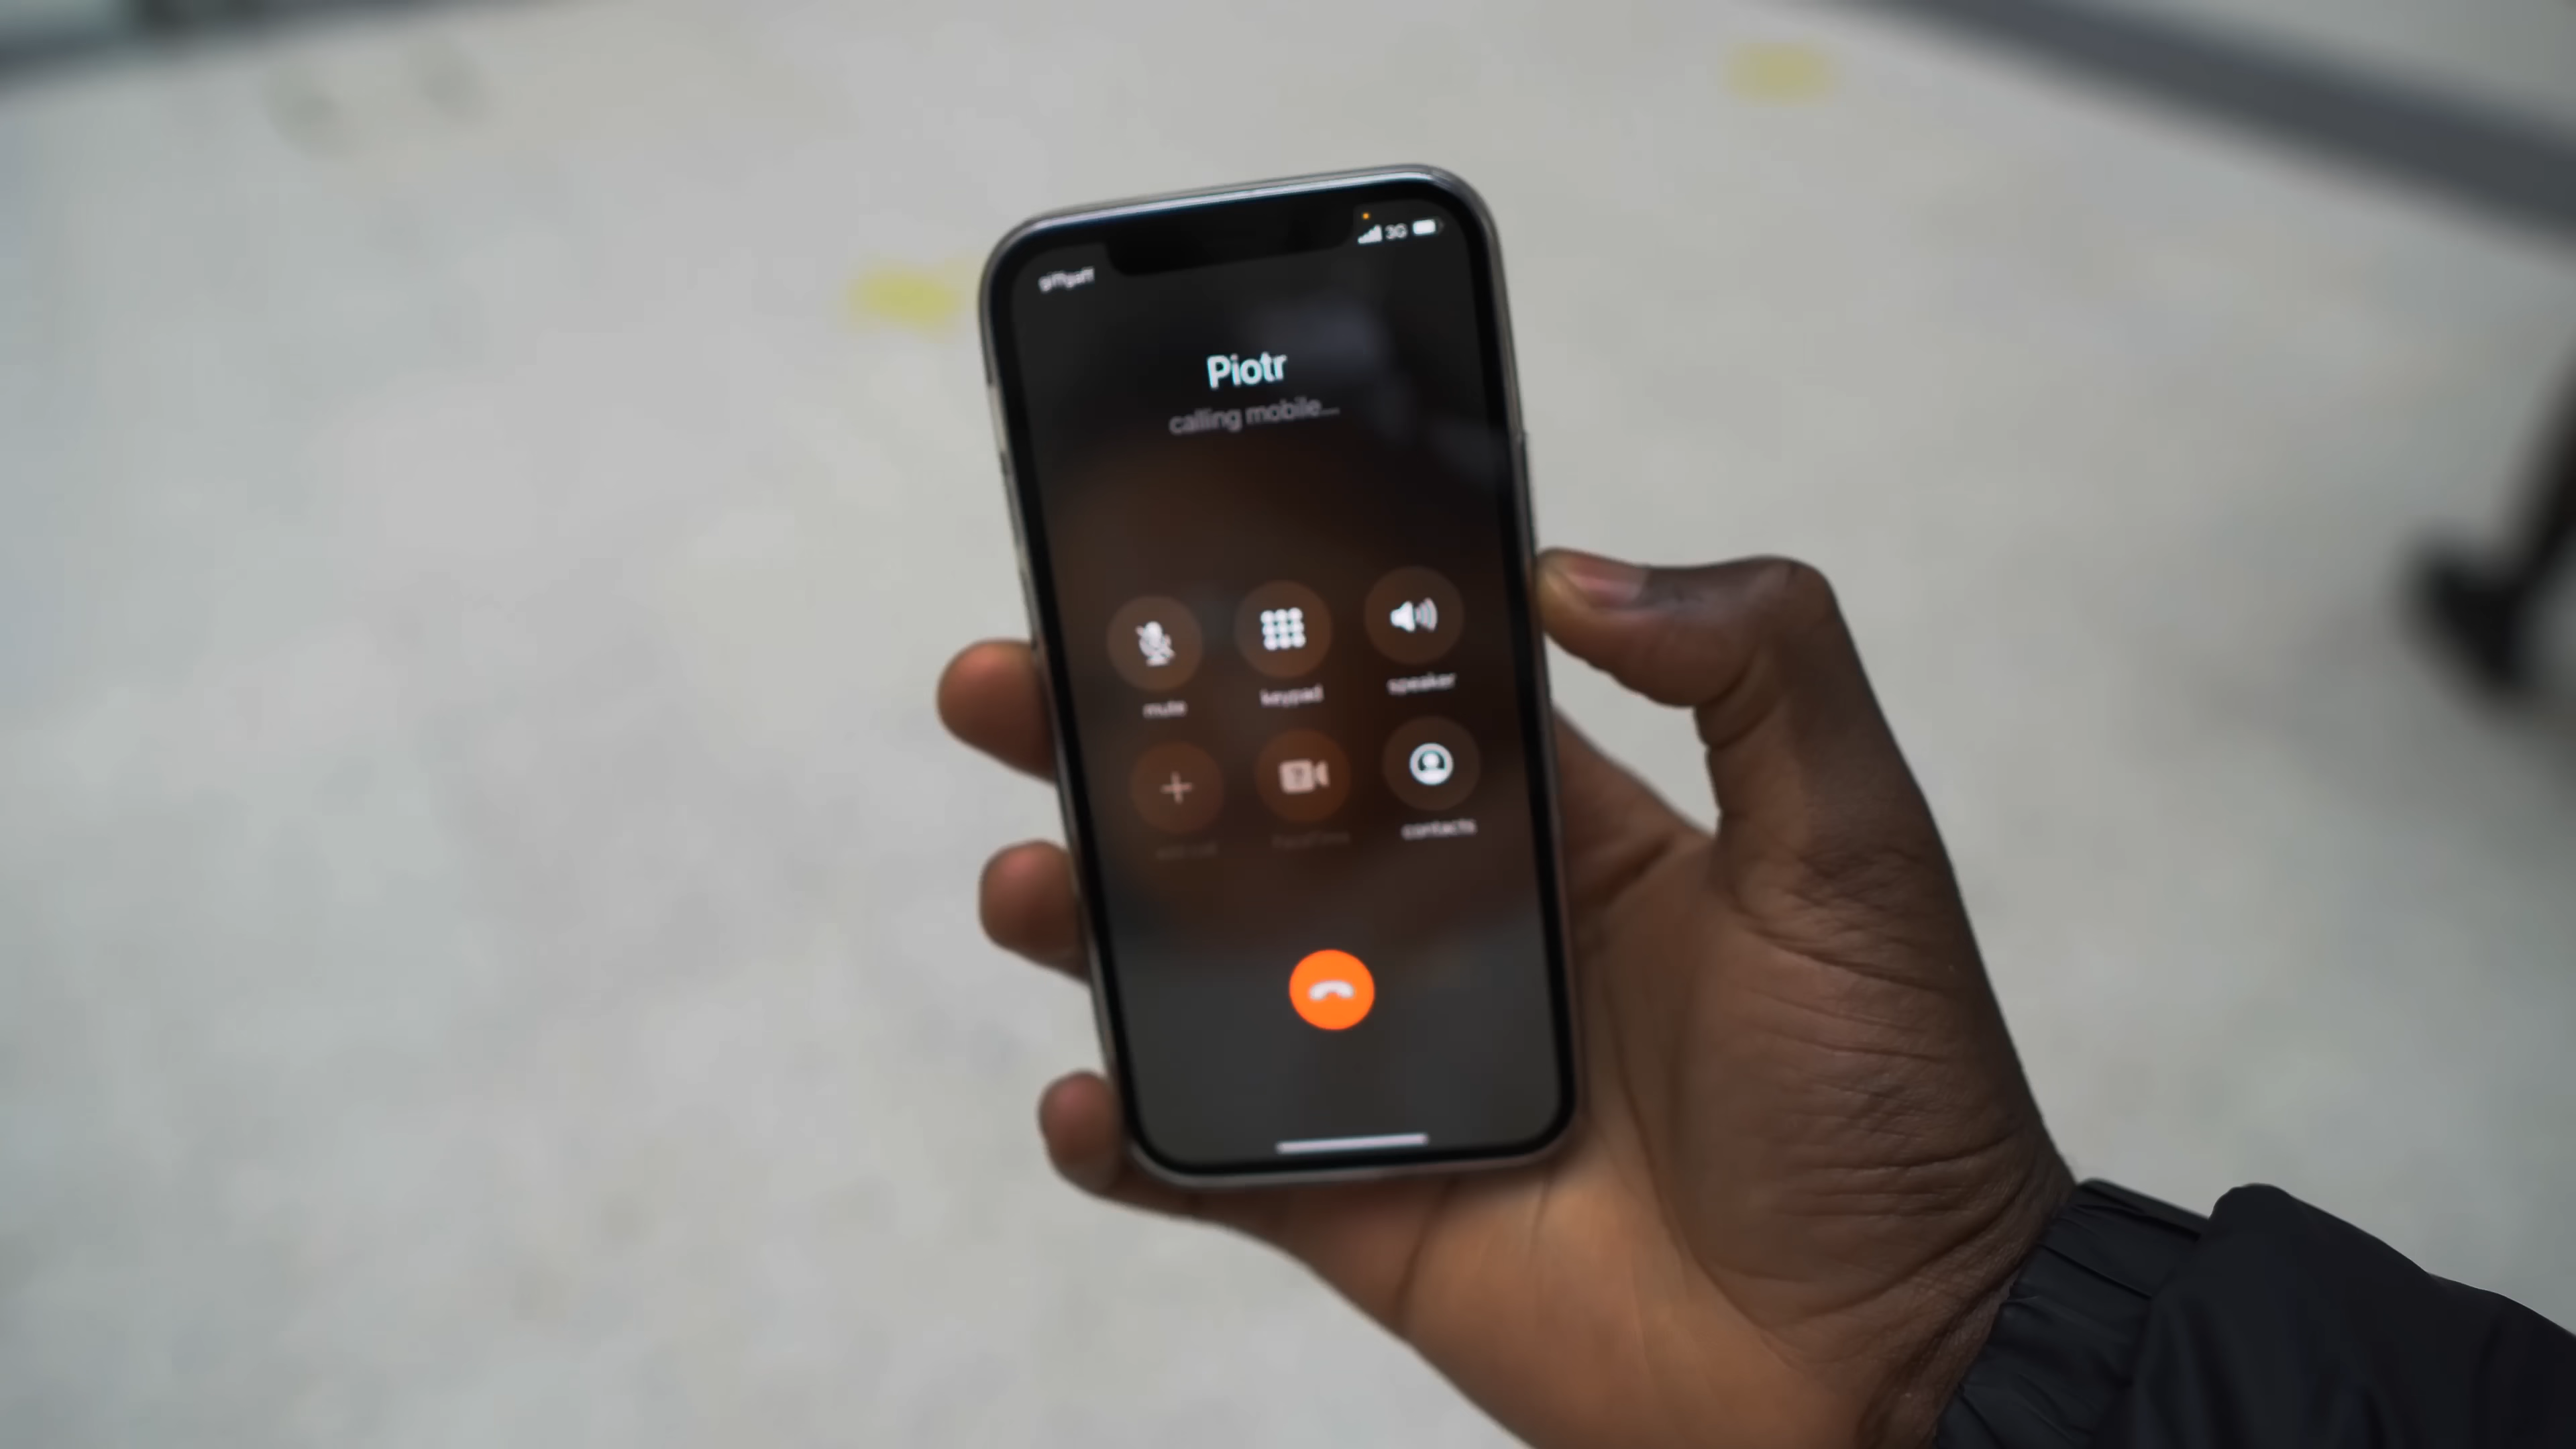 giffgaff
3G
Piotr
calling mobile...
mute
keypad
speaker
contacts